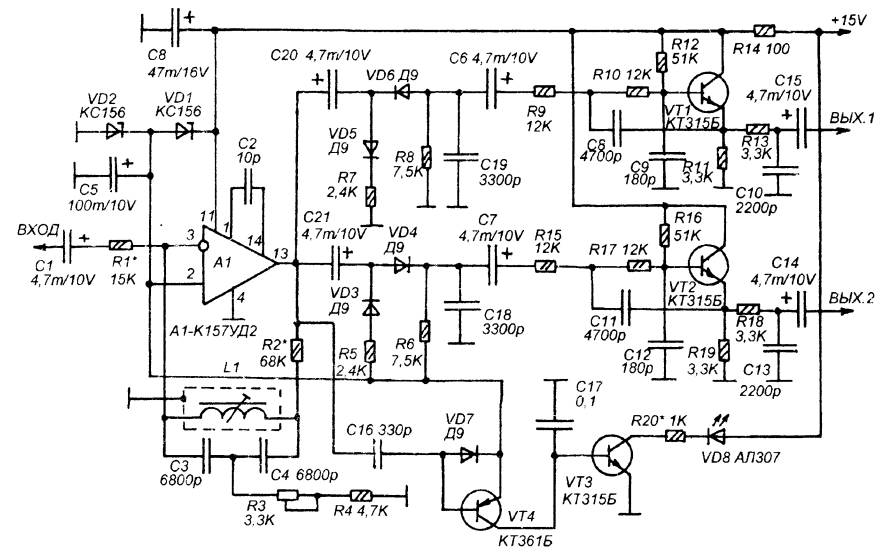 +15V
C8
47m/16V
C20 4,7m/10V
C6 4,7m/10V
R12
51K
R14 100
VD2
KC156
VD1
KC156
VD6 Д9
R10 12K
C15
4,7m/10V
R9
12K
VT1
КТ315Б
ВЫХ.1
C2
10p
VD5
Д9
R8
7,5K
C19
3300p
C8
4700p
R13
3,3K
C5
100m/10V
R7
2,4K
C9
180p
R11
3,3K
C10
2200p
11
1
C21
4,7m/10V
VD4
Д9
C7
4,7m/10V
R16
51K
ВХОД
3
14
13
R15
12K
R17 12K
C14
4,7m/10V
C1
4,7m/10V
R1*
15K
A1
2
4
VT2
КТ315Б
ВЫХ.2
VD3
Д9
C18
3300p
C11
4700p
R18
3,3K
A1-К157УД2
R2*
68K
R5
2,4K
R6
7,5K
C12
180p
R19
3,3K
C13
2200p
L1
C17
0,1
C16 330p
VD7
Д9
R20* 1K
VD8 АЛ307
C3
6800p
C4 6800p
VT3
КТ315Б
R3
3,3K
R4 4,7K
VT4
КТ361Б